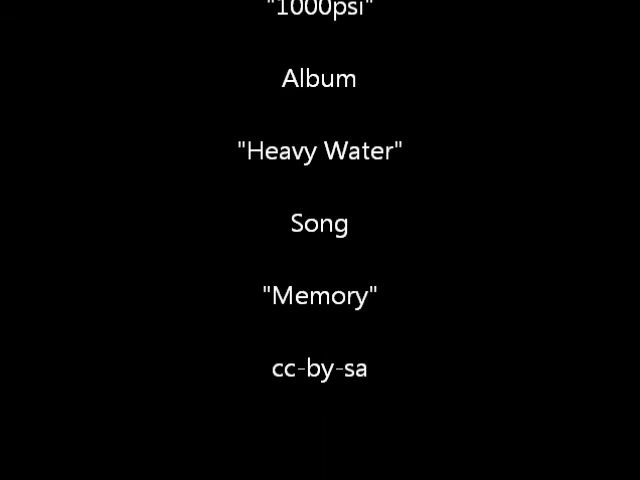 "1000psi"
Album
"Heavy Water"
Song
"Memory"
cc-by-sa